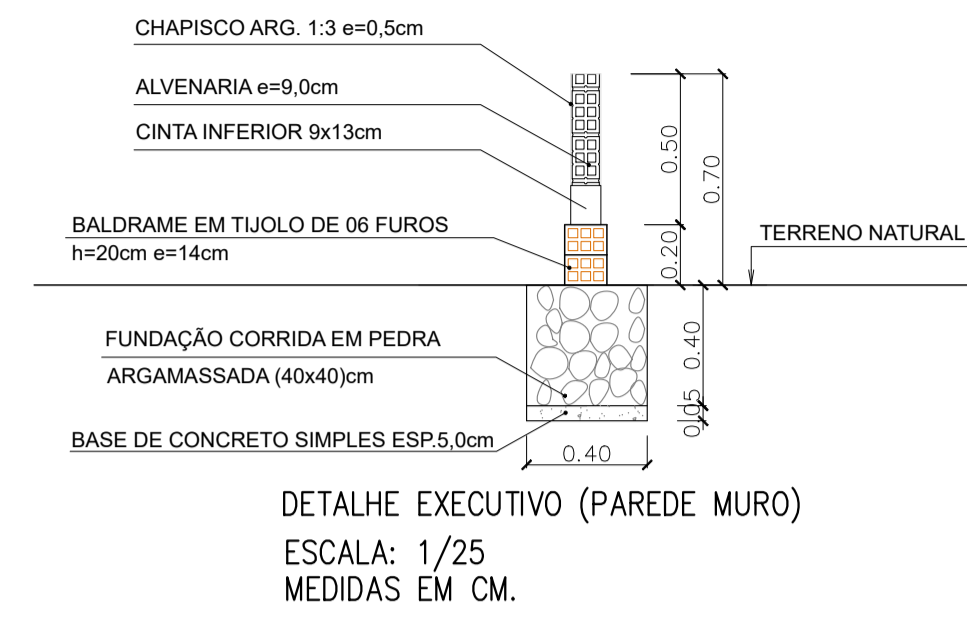 CHAPISCO ARG. 1:3 e=0,5cm
ALVENARIA e=9,0cm
CINTA INFERIOR 9x13cm
BALDRAME EM TIJOLO DE 06 FUROS
h=20cm e=14cm
0.50
0.70
0.20
TERRENO NATURAL
FUNDAÇÃO CORRIDA EM PEDRA
ARGAMASSADA (40x40)cm
BASE DE CONCRETO SIMPLES ESP.5,0cm
0.40
0.05
0.40
DETALHE EXECUTIVO (PAREDE MURO)
ESCALA: 1/25
MEDIDAS EM CM.